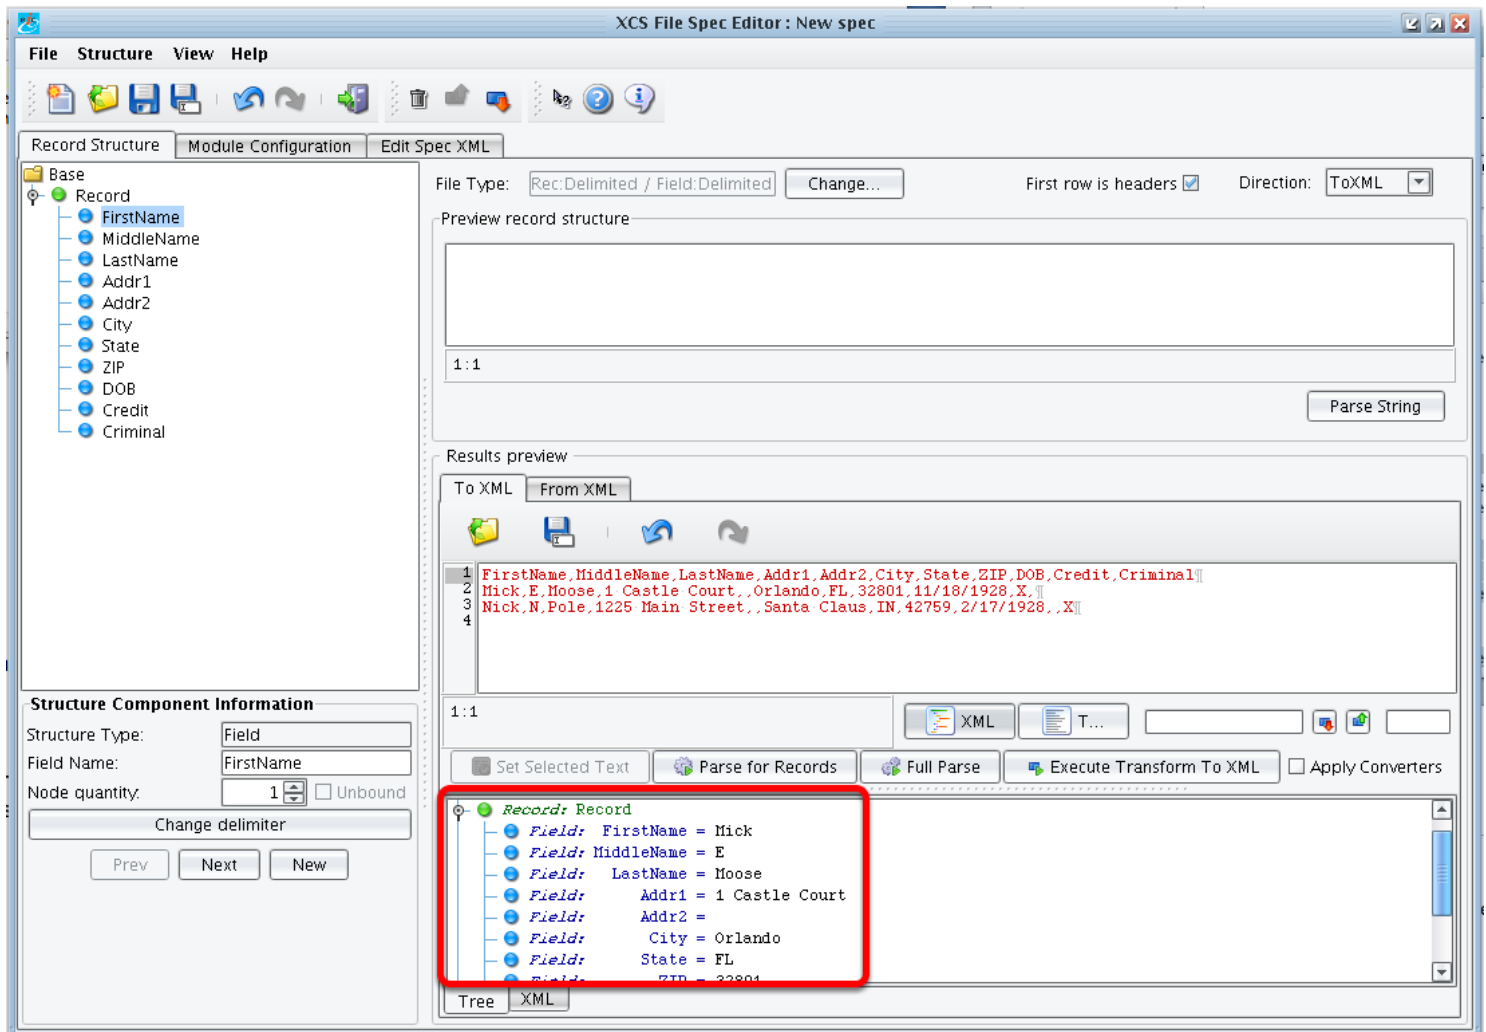 XCS File Spec Editor : New spec
File Structure View Help
Record Structure Module Configuration Edit Spec XML
Base
Record
FirstName
MiddleName
LastName
Addr1
Addr2
City
State
ZIP
DOB
Credit
Criminal
File Type: Rec:Delimited / Field:Delimited Change... First row is headers Direction: ToXML
Preview record structure
1:1
Parse String
Results preview
To XML From XML
1 FirstName,MiddleName,LastName,Addr1,Addr2,City,State,ZIP,DOB,Credit,Criminal¶
2 Mick,E,Moose,1 Castle Court,,Orlando,FL,32801,11/18/1928,X,¶
3 Nick,N,Pole,1225 Main Street,,Santa Claus,IN,42759,2/17/1928,,X¶
4
1:1 XML T...
Set Selected Text Parse for Records Full Parse Execute Transform To XML Apply Converters
Structure Component Information
Structure Type: Field
Field Name: FirstName
Node quantity: 1 Unbound
Change delimiter
Prev Next New
Record: Record
Field: FirstName = Mick
Field: MiddleName = E
Field: LastName = Moose
Field: Addr1 = 1 Castle Court
Field: Addr2 =
Field: City = Orlando
Field: State = FL
Field: ZIP = 32801
Tree XML